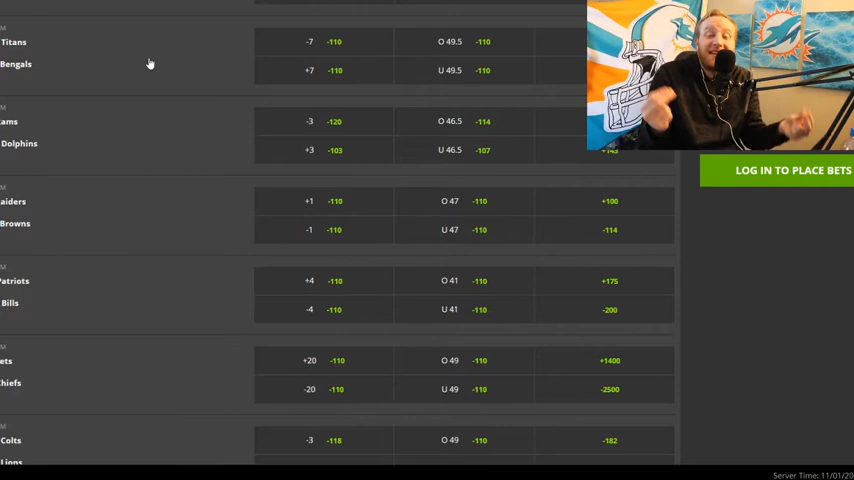 M
Titans -7 -110 O 49.5 -110
Bengals +7 -110 U 49.5 -110
M
ams -3 -120 O 46.5 -114
Dolphins +3 -103 U 46.5 -107 +143
LOG IN TO PLACE BETS
M
aiders +1 -110 O 47 -110 +100
Browns -1 -110 U 47 -110 -114
M
Patriots +4 -110 O 41 -110 +175
Bills -4 -110 U 41 -110 -200
M
ets +20 -110 O 49 -110 +1400
Chiefs -20 -110 U 49 -110 -2500
M
Colts -3 -118 O 49 -110 -182
Lions
Server Time: 11/01/20